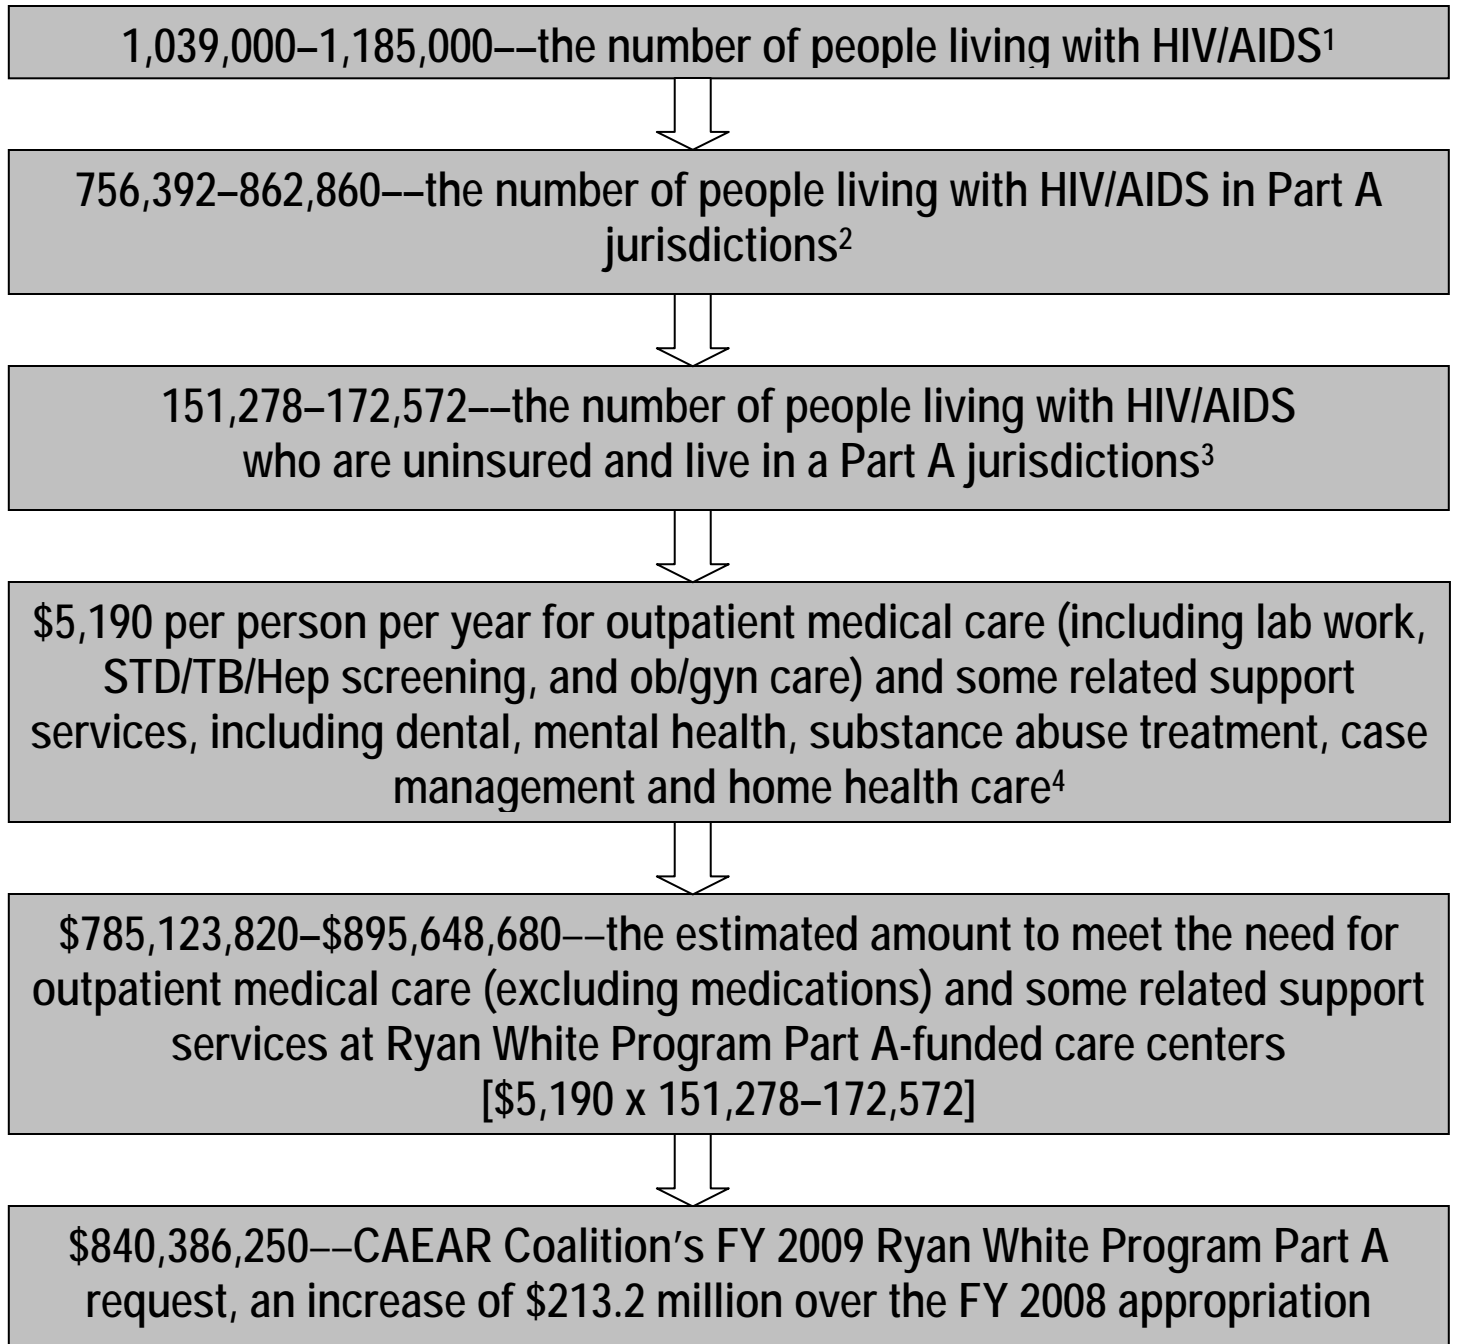 1,039,000–1,185,000––the number of people living with HIV/AIDS¹
756,392–862,860––the number of people living with HIV/AIDS in Part A
jurisdictions²
151,278–172,572––the number of people living with HIV/AIDS
who are uninsured and live in a Part A jurisdictions³
$5,190 per person per year for outpatient medical care (including lab work,
STD/TB/Hep screening, and ob/gyn care) and some related support
services, including dental, mental health, substance abuse treatment, case
management and home health care⁴
$785,123,820–$895,648,680––the estimated amount to meet the need for
outpatient medical care (excluding medications) and some related support
services at Ryan White Program Part A-funded care centers
[$5,190 x 151,278–172,572]
$840,386,250––CAEAR Coalition’s FY 2009 Ryan White Program Part A
request, an increase of $213.2 million over the FY 2008 appropriation